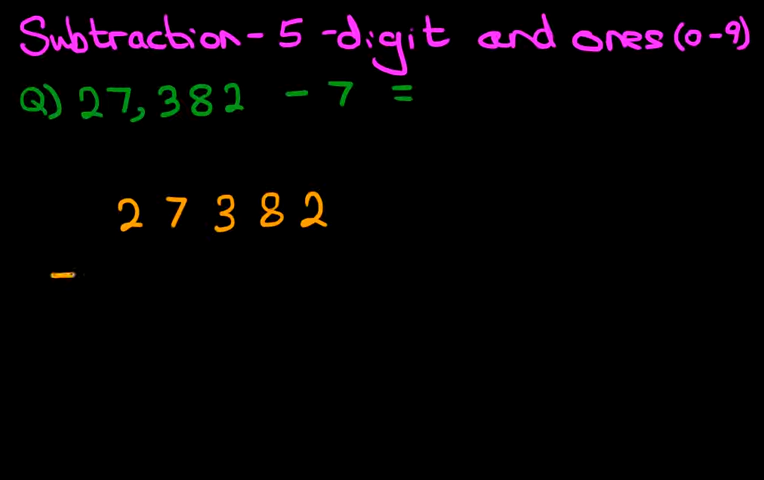 Subtraction - 5 - digit and ones (0-9)
Q) 27,382 - 7 =
2 7 3 8 2
-